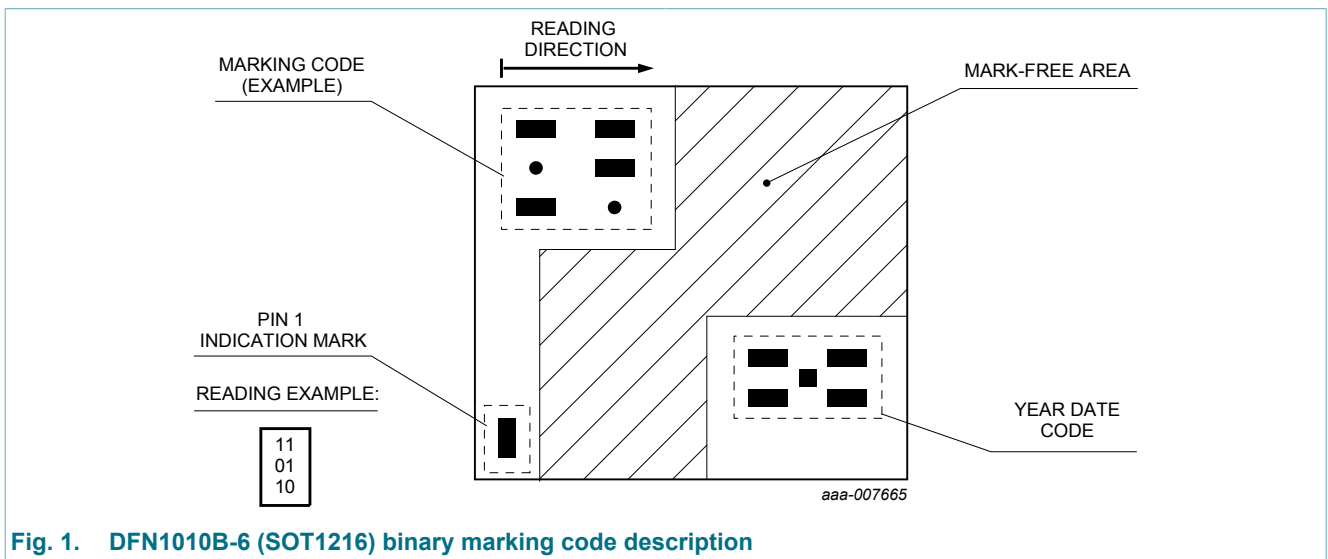 READING
DIRECTION
MARKING CODE
(EXAMPLE)
MARK-FREE AREA
PIN 1
INDICATION MARK
READING EXAMPLE:
11
01
10
YEAR DATE
CODE
aaa-007665
Fig. 1. DFN1010B-6 (SOT1216) binary marking code description